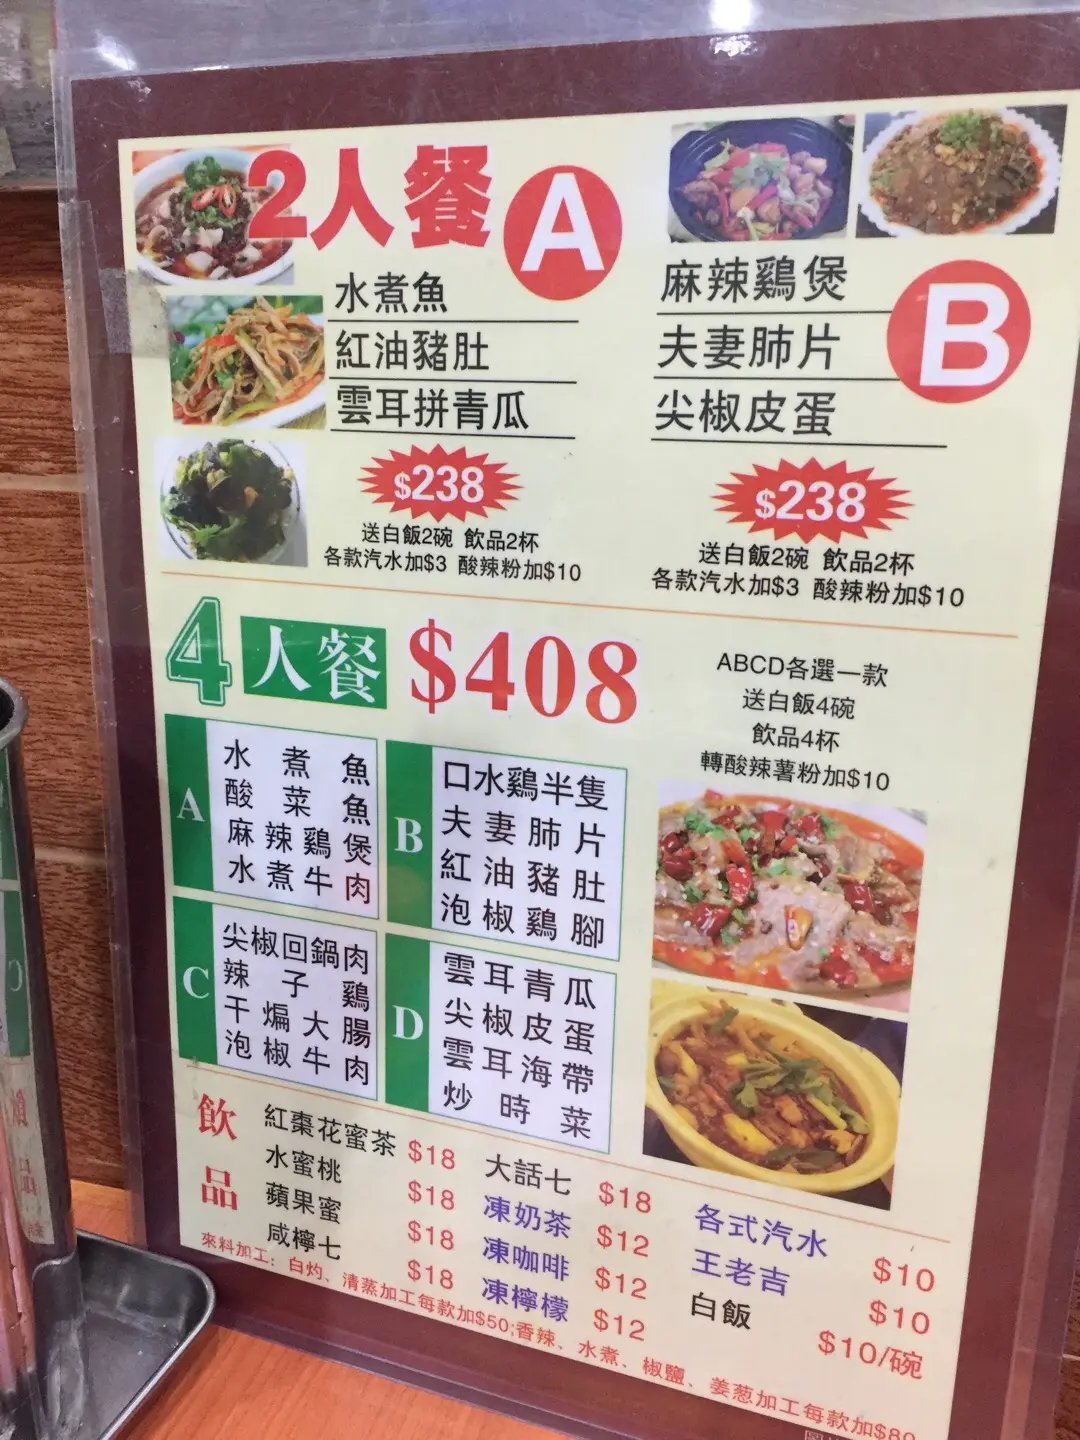 2人餐 A
水煮魚
紅油豬肚
雲耳拼青瓜
$238
送白飯2碗 飲品2杯
各款汽水加$3 酸辣粉加$10
B
麻辣鷄煲
夫妻肺片
尖椒皮蛋
$238
送白飯2碗 飲品2杯
各款汽水加$3 酸辣粉加$10
4人餐 $408
ABCD各選一款
送白飯4碗
飲品4杯
轉酸辣薯粉加$10
A
水煮魚
酸菜魚
麻辣鷄煲
水煮牛肉
B
口水鷄半隻
夫妻肺片
紅油豬肚
泡椒鷄腳
C
尖椒回鍋肉
辣子鷄
干煸大腸
泡椒牛肉
D
雲耳青瓜
尖椒皮蛋
雲耳海帶
炒時菜
飲品
紅棗花蜜茶 $18
水蜜桃 $18
蘋果蜜 $18
咸檸七 $18
大話七 $18
凍奶茶 $12
凍咖啡 $12
凍檸檬 $12
各式汽水 $10
王老吉 $10
白飯 $10/碗
來料加工：白灼、清蒸加工每款加$50;香辣、水煮、椒鹽、姜葱加工每款加$80